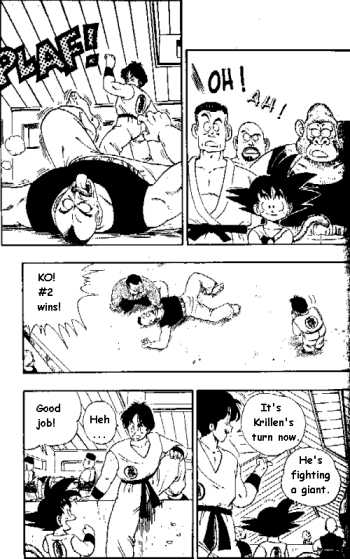 PLAF!
OH!
AH!
KO!
#2
wins!
Good
job!
Heh
...
It's
Krillen's
turn now.
He's
fighting
a giant.